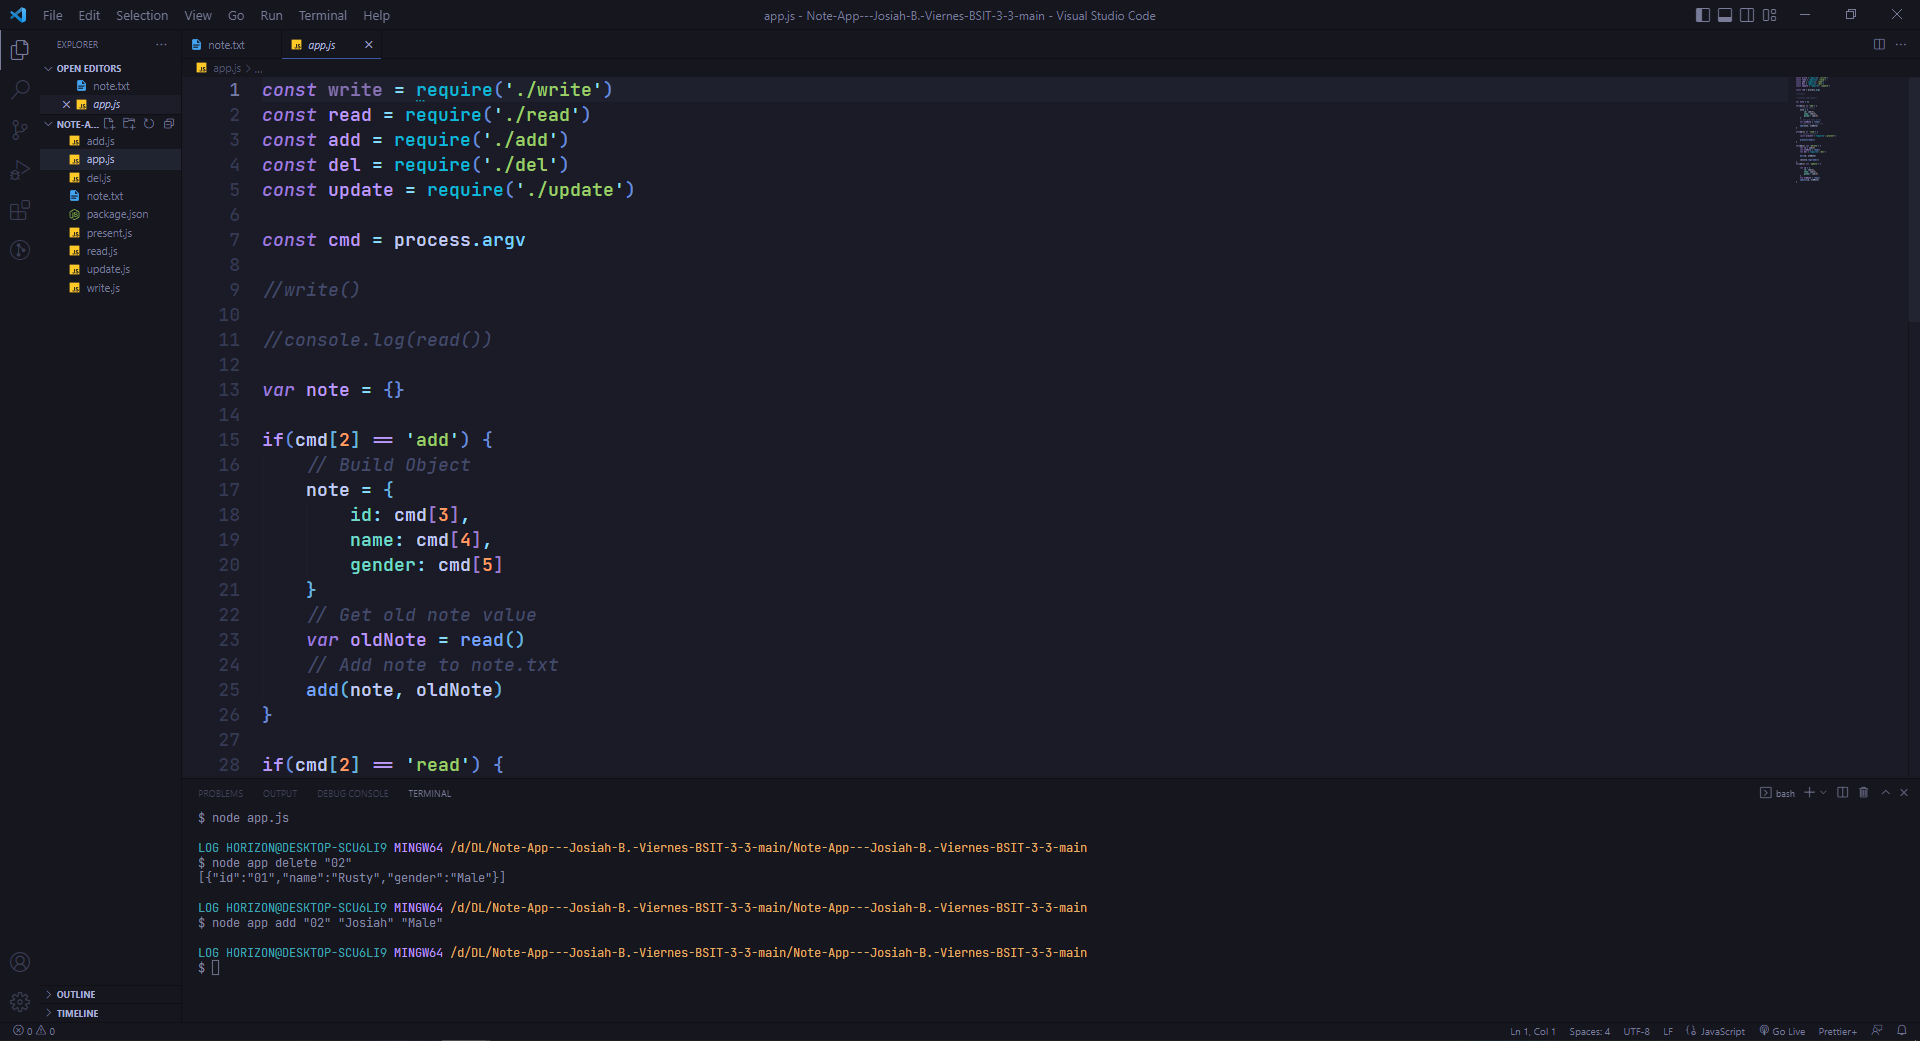 File Edit Selection View Go Run Terminal Help
app.js - Note-App---Josiah-B.-Viernes-BSIT-3-3-main - Visual Studio Code
EXPLORER
OPEN EDITORS
note.txt
app.js
NOTE-A...
add.js
app.js
del.js
note.txt
package.json
present.js
read.js
update.js
write.js
OUTLINE
TIMELINE
note.txt
app.js
app.js > ...
1 const write = require('./write')
2 const read = require('./read')
3 const add = require('./add')
4 const del = require('./del')
5 const update = require('./update')
6
7 const cmd = process.argv
8
9 //write()
10
11 //console.log(read())
12
13 var note = {}
14
15 if(cmd[2] == 'add') {
16 // Build Object
17 note = {
18 id: cmd[3],
19 name: cmd[4],
20 gender: cmd[5]
21 }
22 // Get old note value
23 var oldNote = read()
24 // Add note to note.txt
25 add(note, oldNote)
26 }
27
28 if(cmd[2] == 'read') {
PROBLEMS OUTPUT DEBUG CONSOLE TERMINAL
bash
$ node app.js
LOG HORIZON@DESKTOP-SCU6LI9 MINGW64 /d/DL/Note-App---Josiah-B.-Viernes-BSIT-3-3-main/Note-App---Josiah-B.-Viernes-BSIT-3-3-main
$ node app delete "02"
[{"id":"01","name":"Rusty","gender":"Male"}]
LOG HORIZON@DESKTOP-SCU6LI9 MINGW64 /d/DL/Note-App---Josiah-B.-Viernes-BSIT-3-3-main/Note-App---Josiah-B.-Viernes-BSIT-3-3-main
$ node app add "02" "Josiah" "Male"
LOG HORIZON@DESKTOP-SCU6LI9 MINGW64 /d/DL/Note-App---Josiah-B.-Viernes-BSIT-3-3-main/Note-App---Josiah-B.-Viernes-BSIT-3-3-main
$
0 0
Ln 1, Col 1 Spaces: 4 UTF-8 LF JavaScript Go Live Prettier+